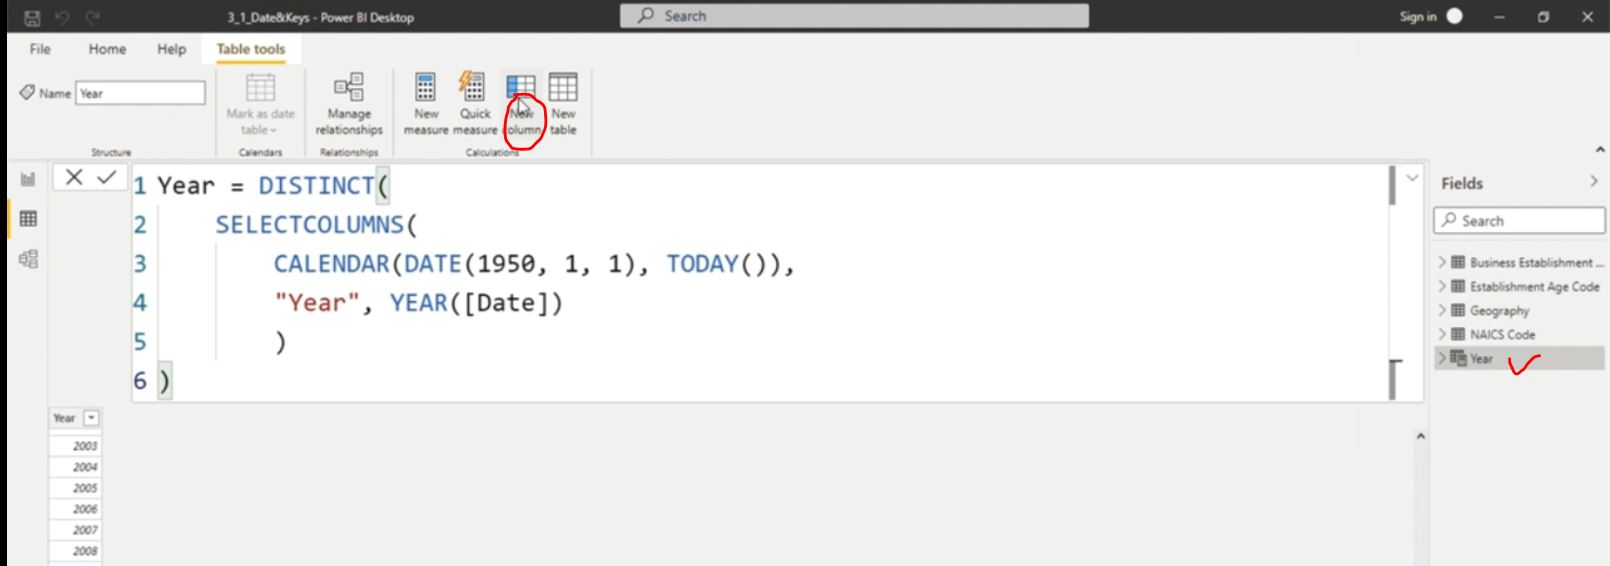 3_1_Date&Keys - Power BI Desktop
Search
Sign in
File Home Help Table tools
Name Year
Mark as date table
Manage relationships
New measure
Quick measure
New column
New table
Structure
Calendars
Relationships
Calculations
1 Year = DISTINCT(
2 SELECTCOLUMNS(
3 CALENDAR(DATE(1950, 1, 1), TODAY()),
4 "Year", YEAR([Date])
5 )
6 )
Fields
Search
Business Establishment ...
Establishment Age Code
Geography
NAICS Code
Year
Year
2003
2004
2005
2006
2007
2008